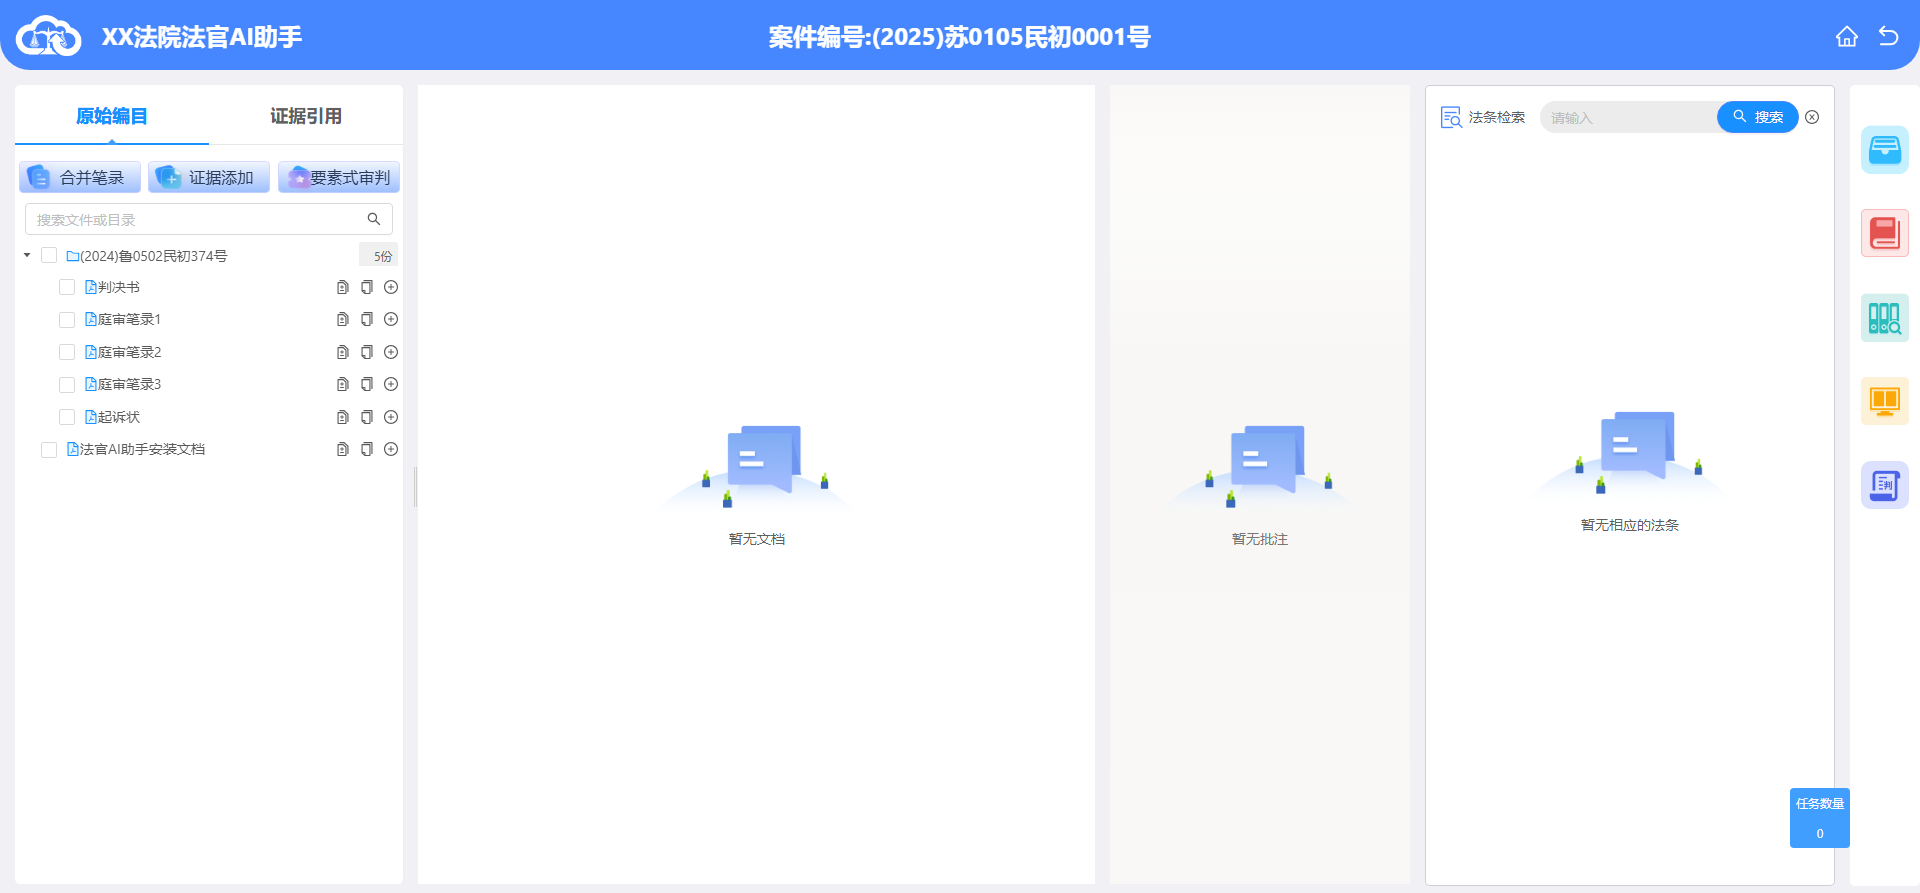 XX法院法官AI助手
案件编号:(2025)苏0105民初0001号
原始编目
证据引用
合并笔录
证据添加
要素式审判
搜索文件或目录
(2024)鲁0502民初374号
5份
判决书
庭审笔录1
庭审笔录2
庭审笔录3
起诉状
法官AI助手安装文档
暂无文档
暂无批注
法条检索
请输入
搜索
暂无相应的法条
判
任务数量
0